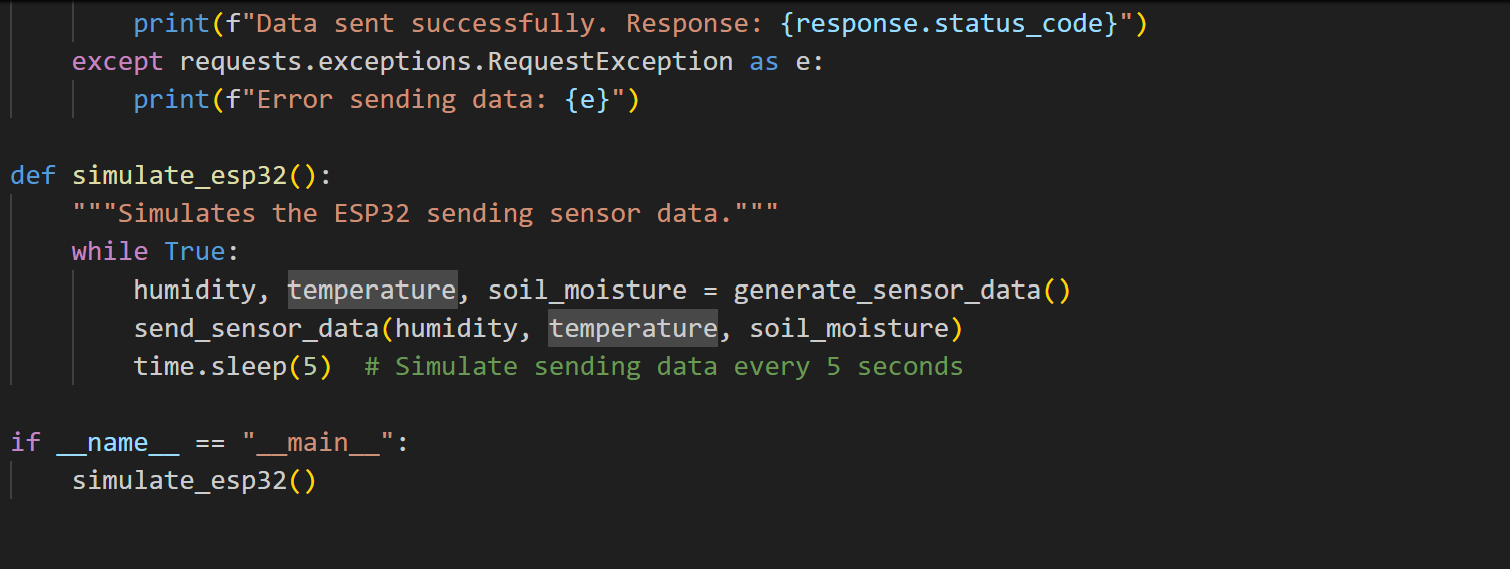 print(f"Data sent successfully. Response: {response.status_code}")
except requests.exceptions.RequestException as e:
print(f"Error sending data: {e}")
def simulate_esp32():
"""Simulates the ESP32 sending sensor data."""
while True:
humidity, temperature, soil_moisture = generate_sensor_data()
send_sensor_data(humidity, temperature, soil_moisture)
time.sleep(5)  # Simulate sending data every 5 seconds
if __name__ == "__main__":
simulate_esp32()